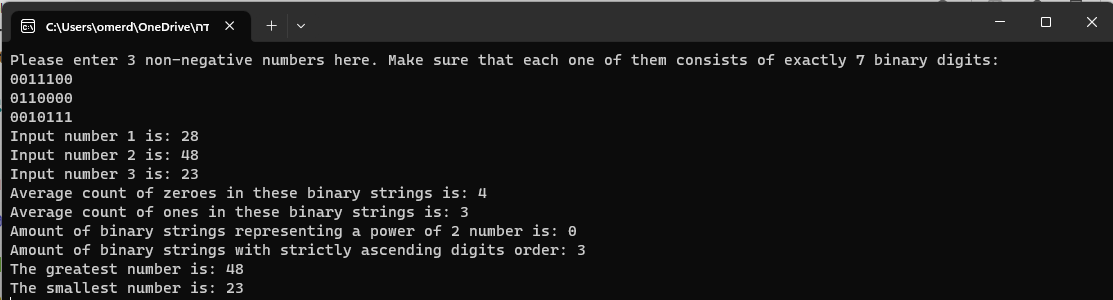 C:\Users\omerd\OneDrive\דח
Please enter 3 non-negative numbers here. Make sure that each one of them consists of exactly 7 binary digits:
0011100
0110000
0010111
Input number 1 is: 28
Input number 2 is: 48
Input number 3 is: 23
Average count of zeroes in these binary strings is: 4
Average count of ones in these binary strings is: 3
Amount of binary strings representing a power of 2 number is: 0
Amount of binary strings with strictly ascending digits order: 3
The greatest number is: 48
The smallest number is: 23